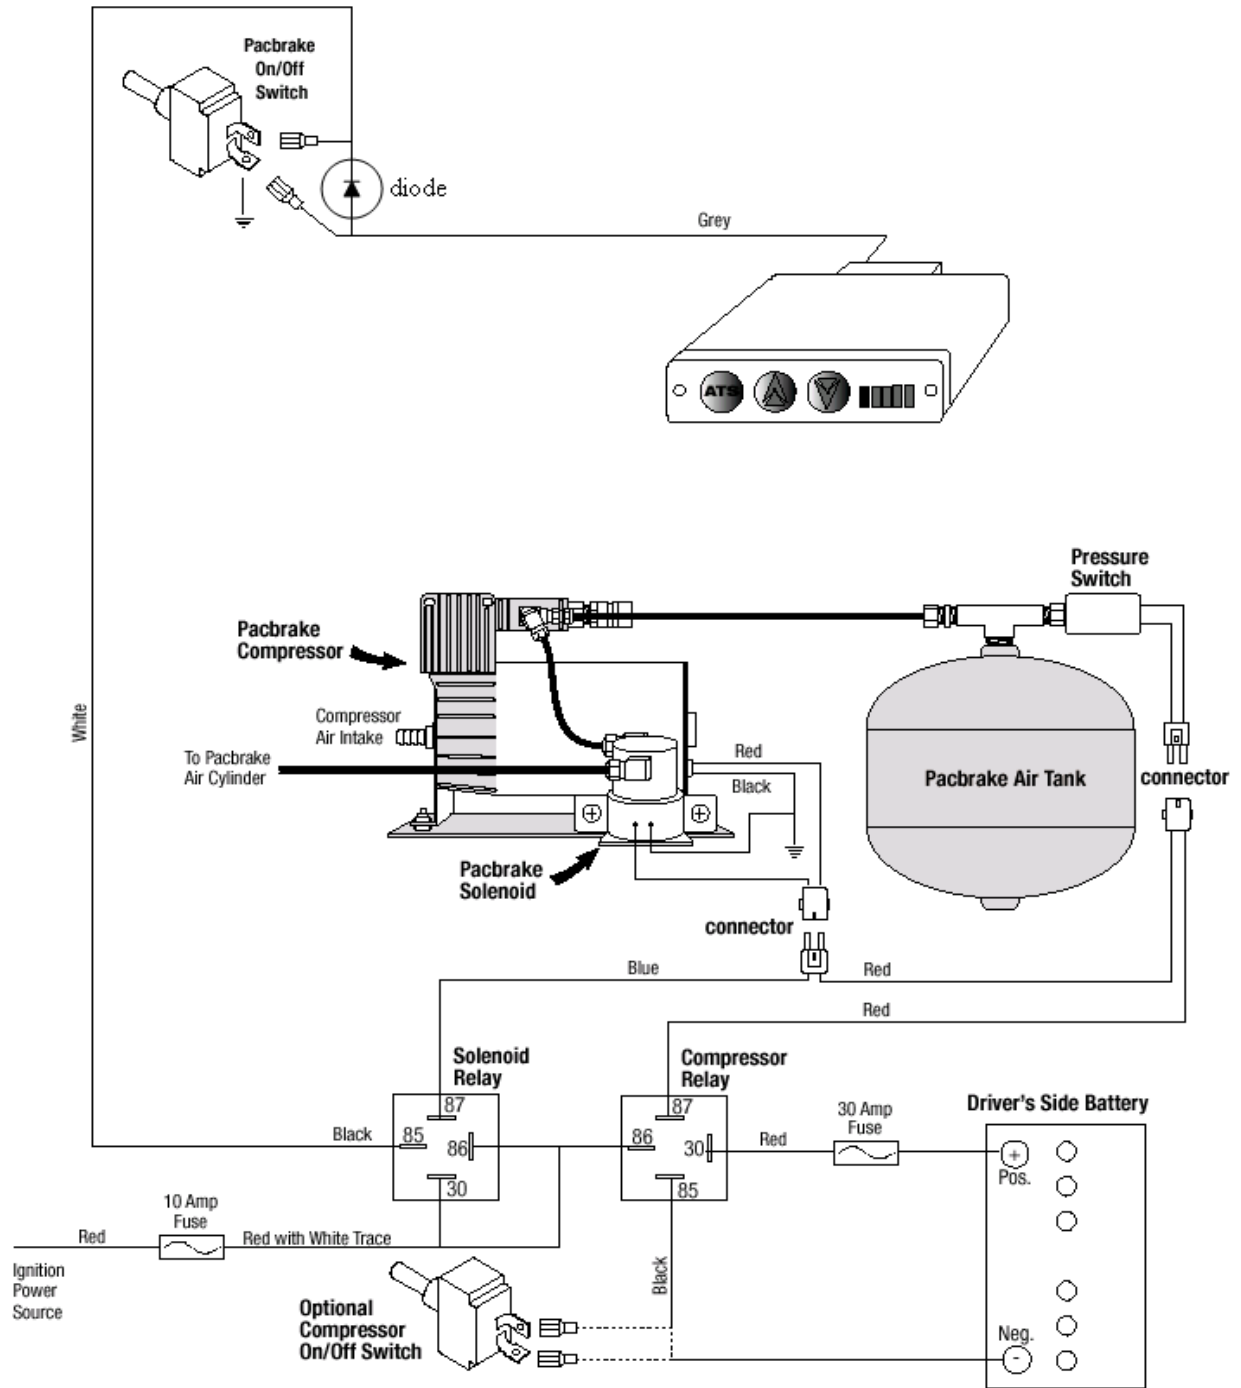 Pacbrake
On/Off
Switch
diode
Grey
ATS
Pressure
Switch
Pacbrake
Compressor
White
Compressor
Air Intake
To Pacbrake
Air Cylinder
Red
Black
Pacbrake Air Tank
connector
Pacbrake
Solenoid
connector
Blue
Red
Red
Solenoid
Relay
Compressor
Relay
87
85
86
30
87
86
30
85
Black
Red
30 Amp
Fuse
Driver's Side Battery
+
Pos.
10 Amp
Fuse
Red
Red with White Trace
Ignition
Power
Source
Black
Optional
Compressor
On/Off Switch
Neg.
-